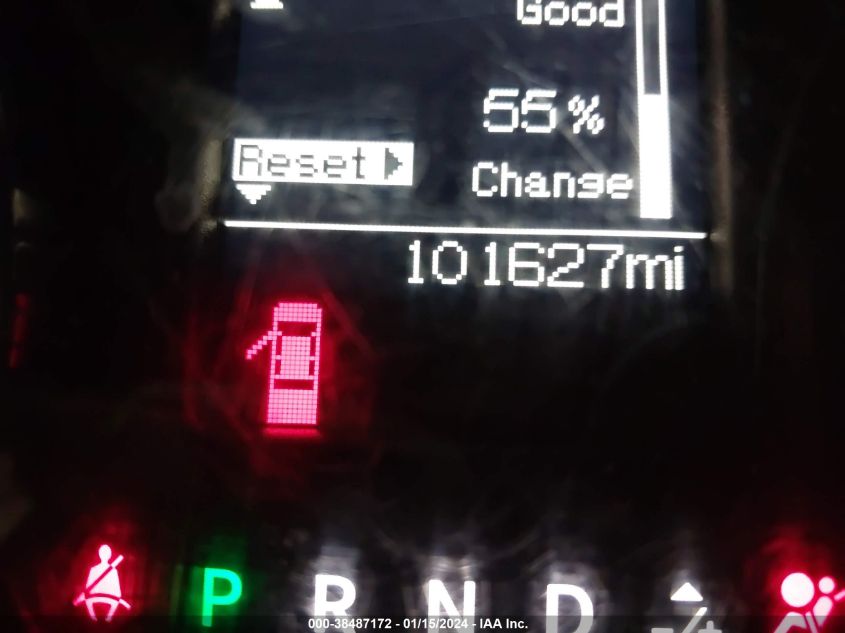 Good
55%
Reset
Change
101627mi
P R N D -/+
000-38487172 - 01/15/2024 - IAA Inc.